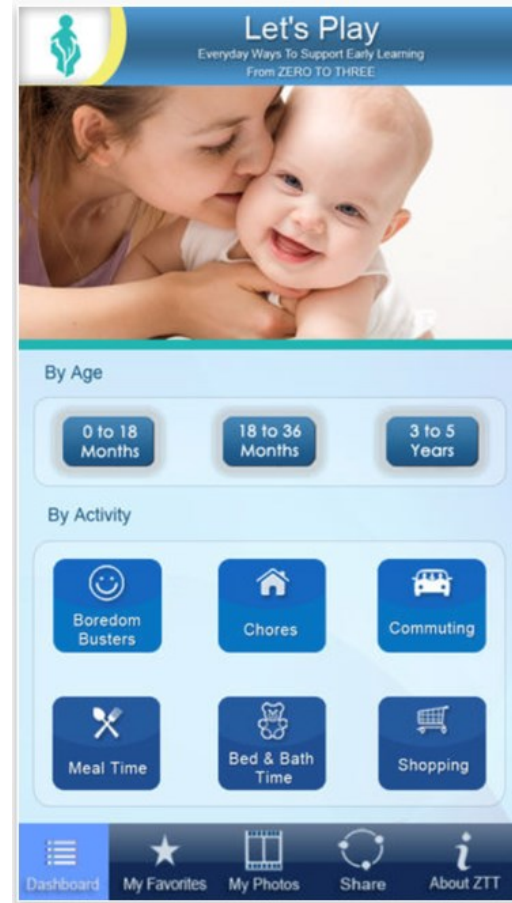 Let's Play
Everyday Ways To Support Early Learning
From ZERO TO THREE
By Age
0 to 18
Months
18 to 36
Months
3 to 5
Years
By Activity
Boredom
Busters
Chores
Commuting
Meal Time
Bed & Bath
Time
Shopping
Dashboard
My Favorites
My Photos
Share
About ZTT